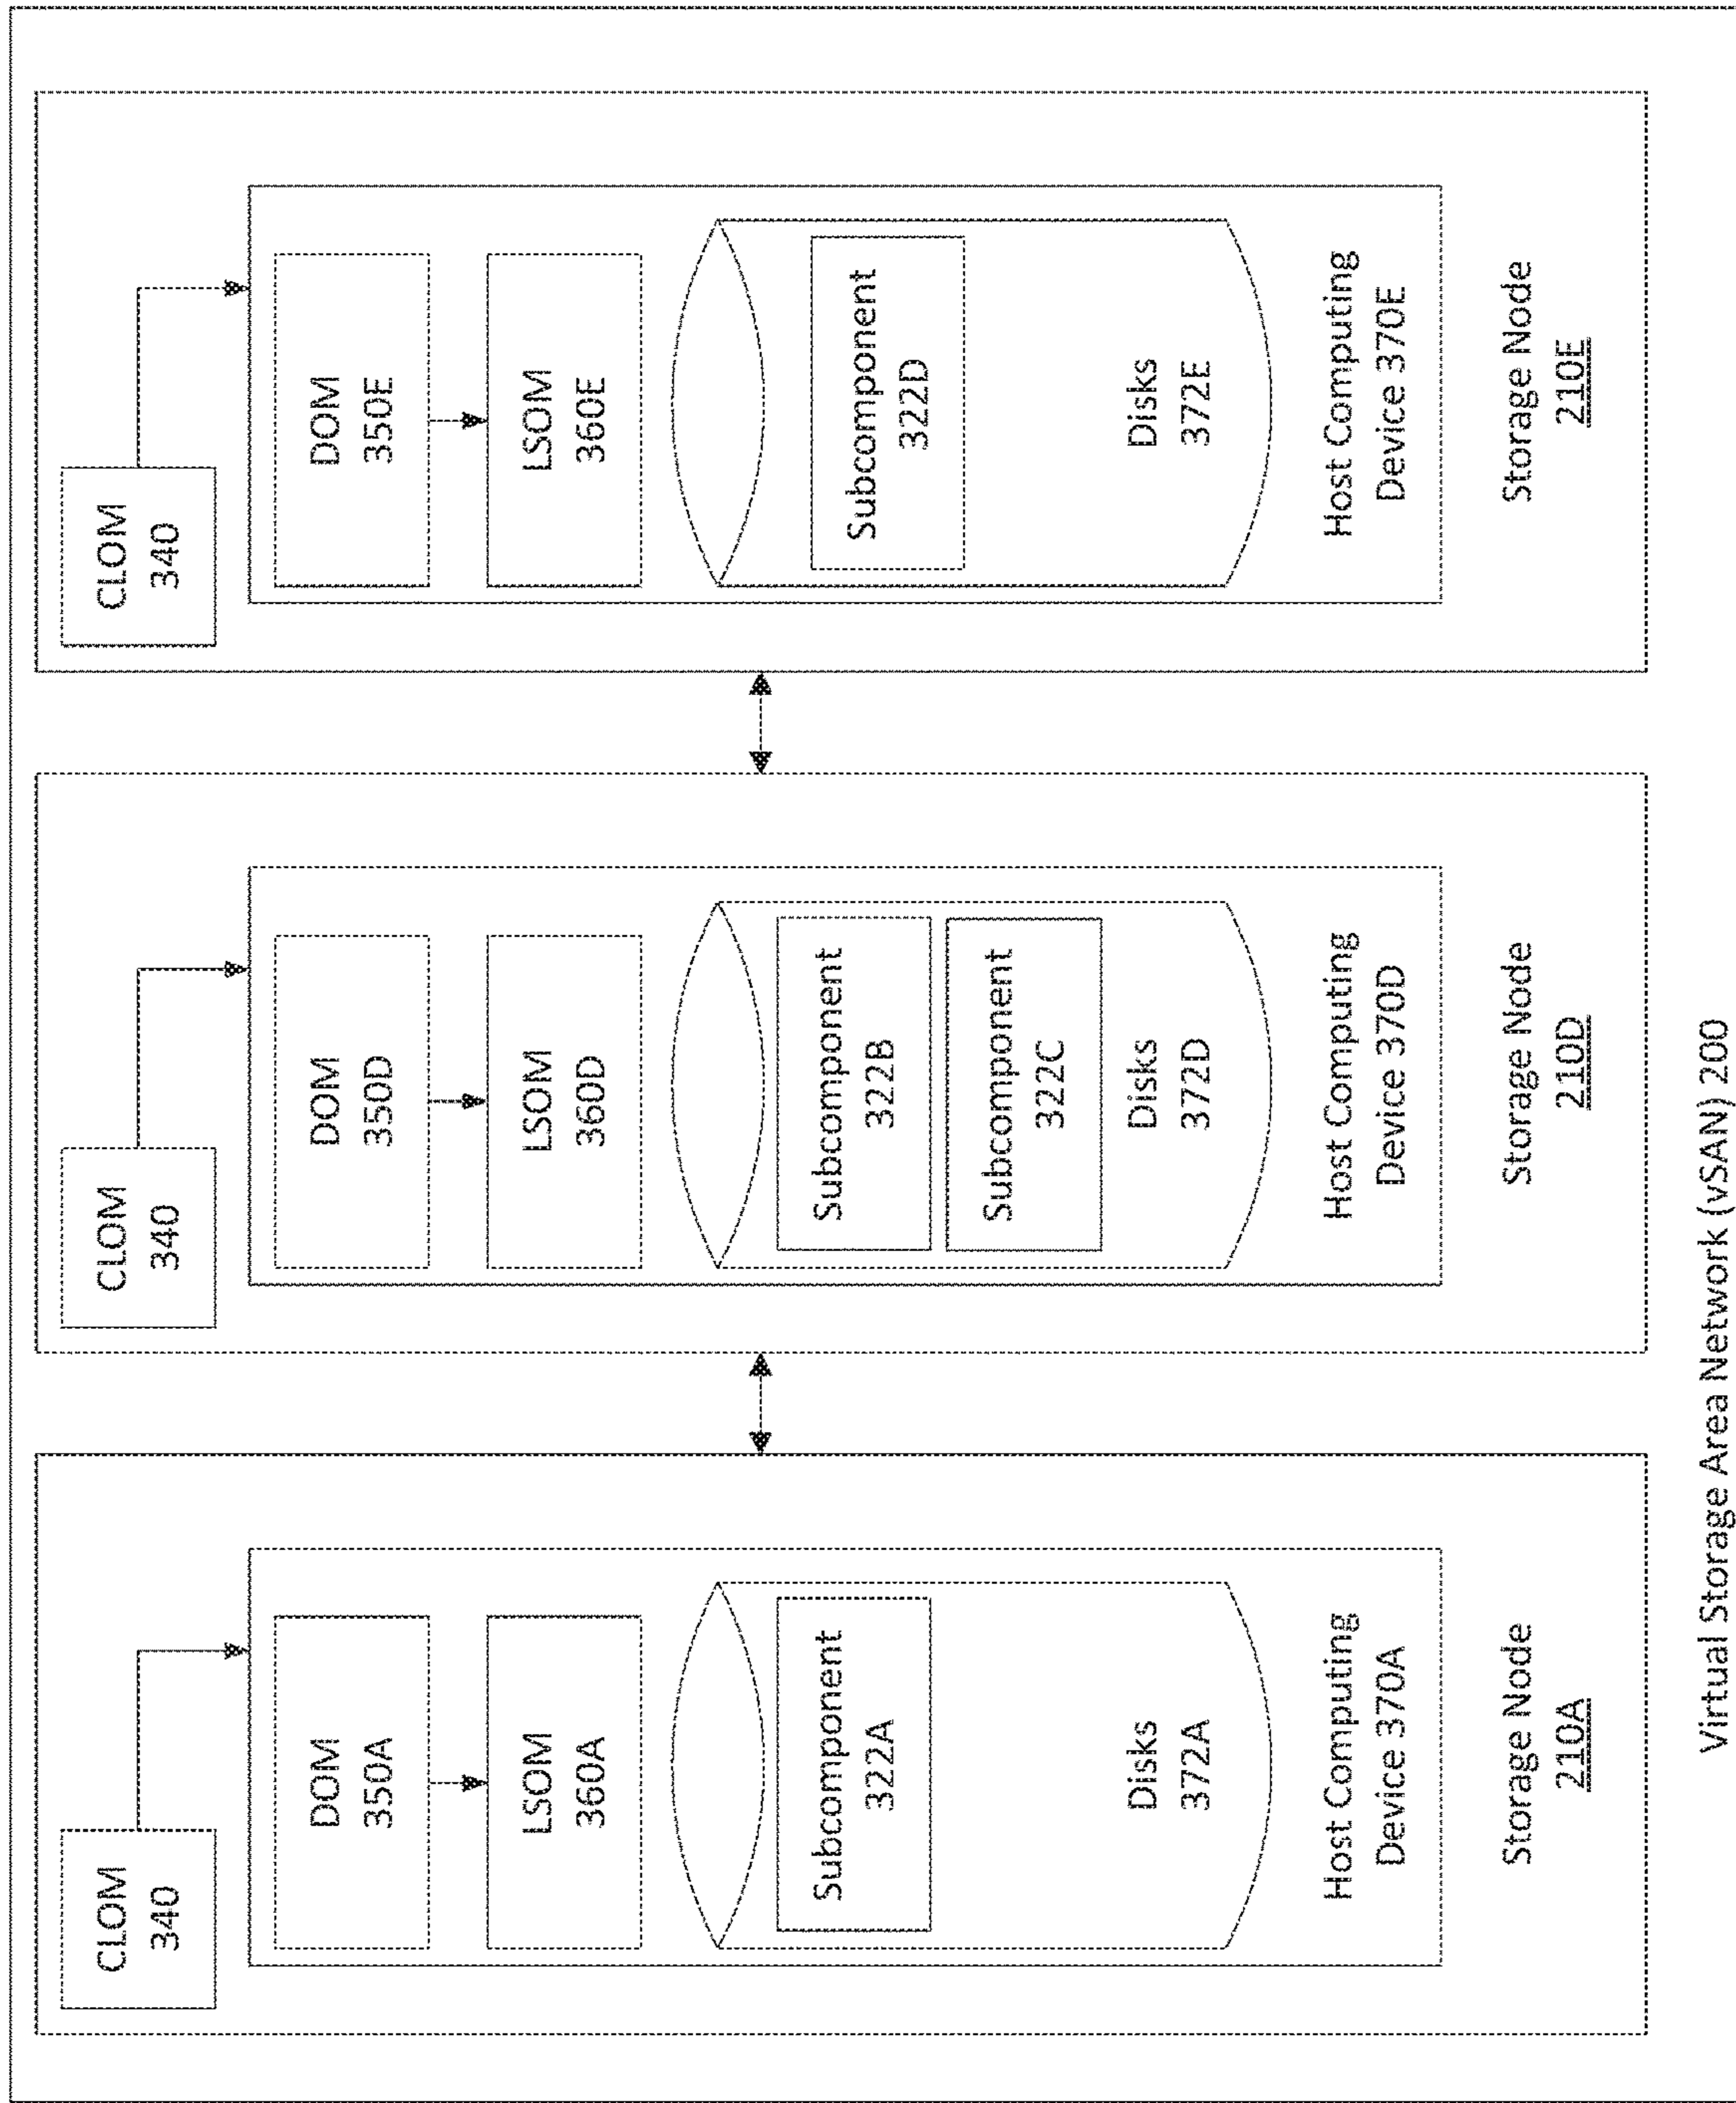 CLOM
340
DOM
350A
LSOM
360A
Subcomponent
322A
Disks
372A
Host Computing
Device 370A
Storage Node
210A
CLOM
340
DOM
350D
LSOM
360D
Subcomponent
322B
Subcomponent
322C
Disks
372D
Host Computing
Device 370D
Storage Node
210D
CLOM
340
DOM
350E
LSOM
360E
Subcomponent
322D
Disks
372E
Host Computing
Device 370E
Storage Node
210E
Virtual Storage Area Network (vSAN) 200